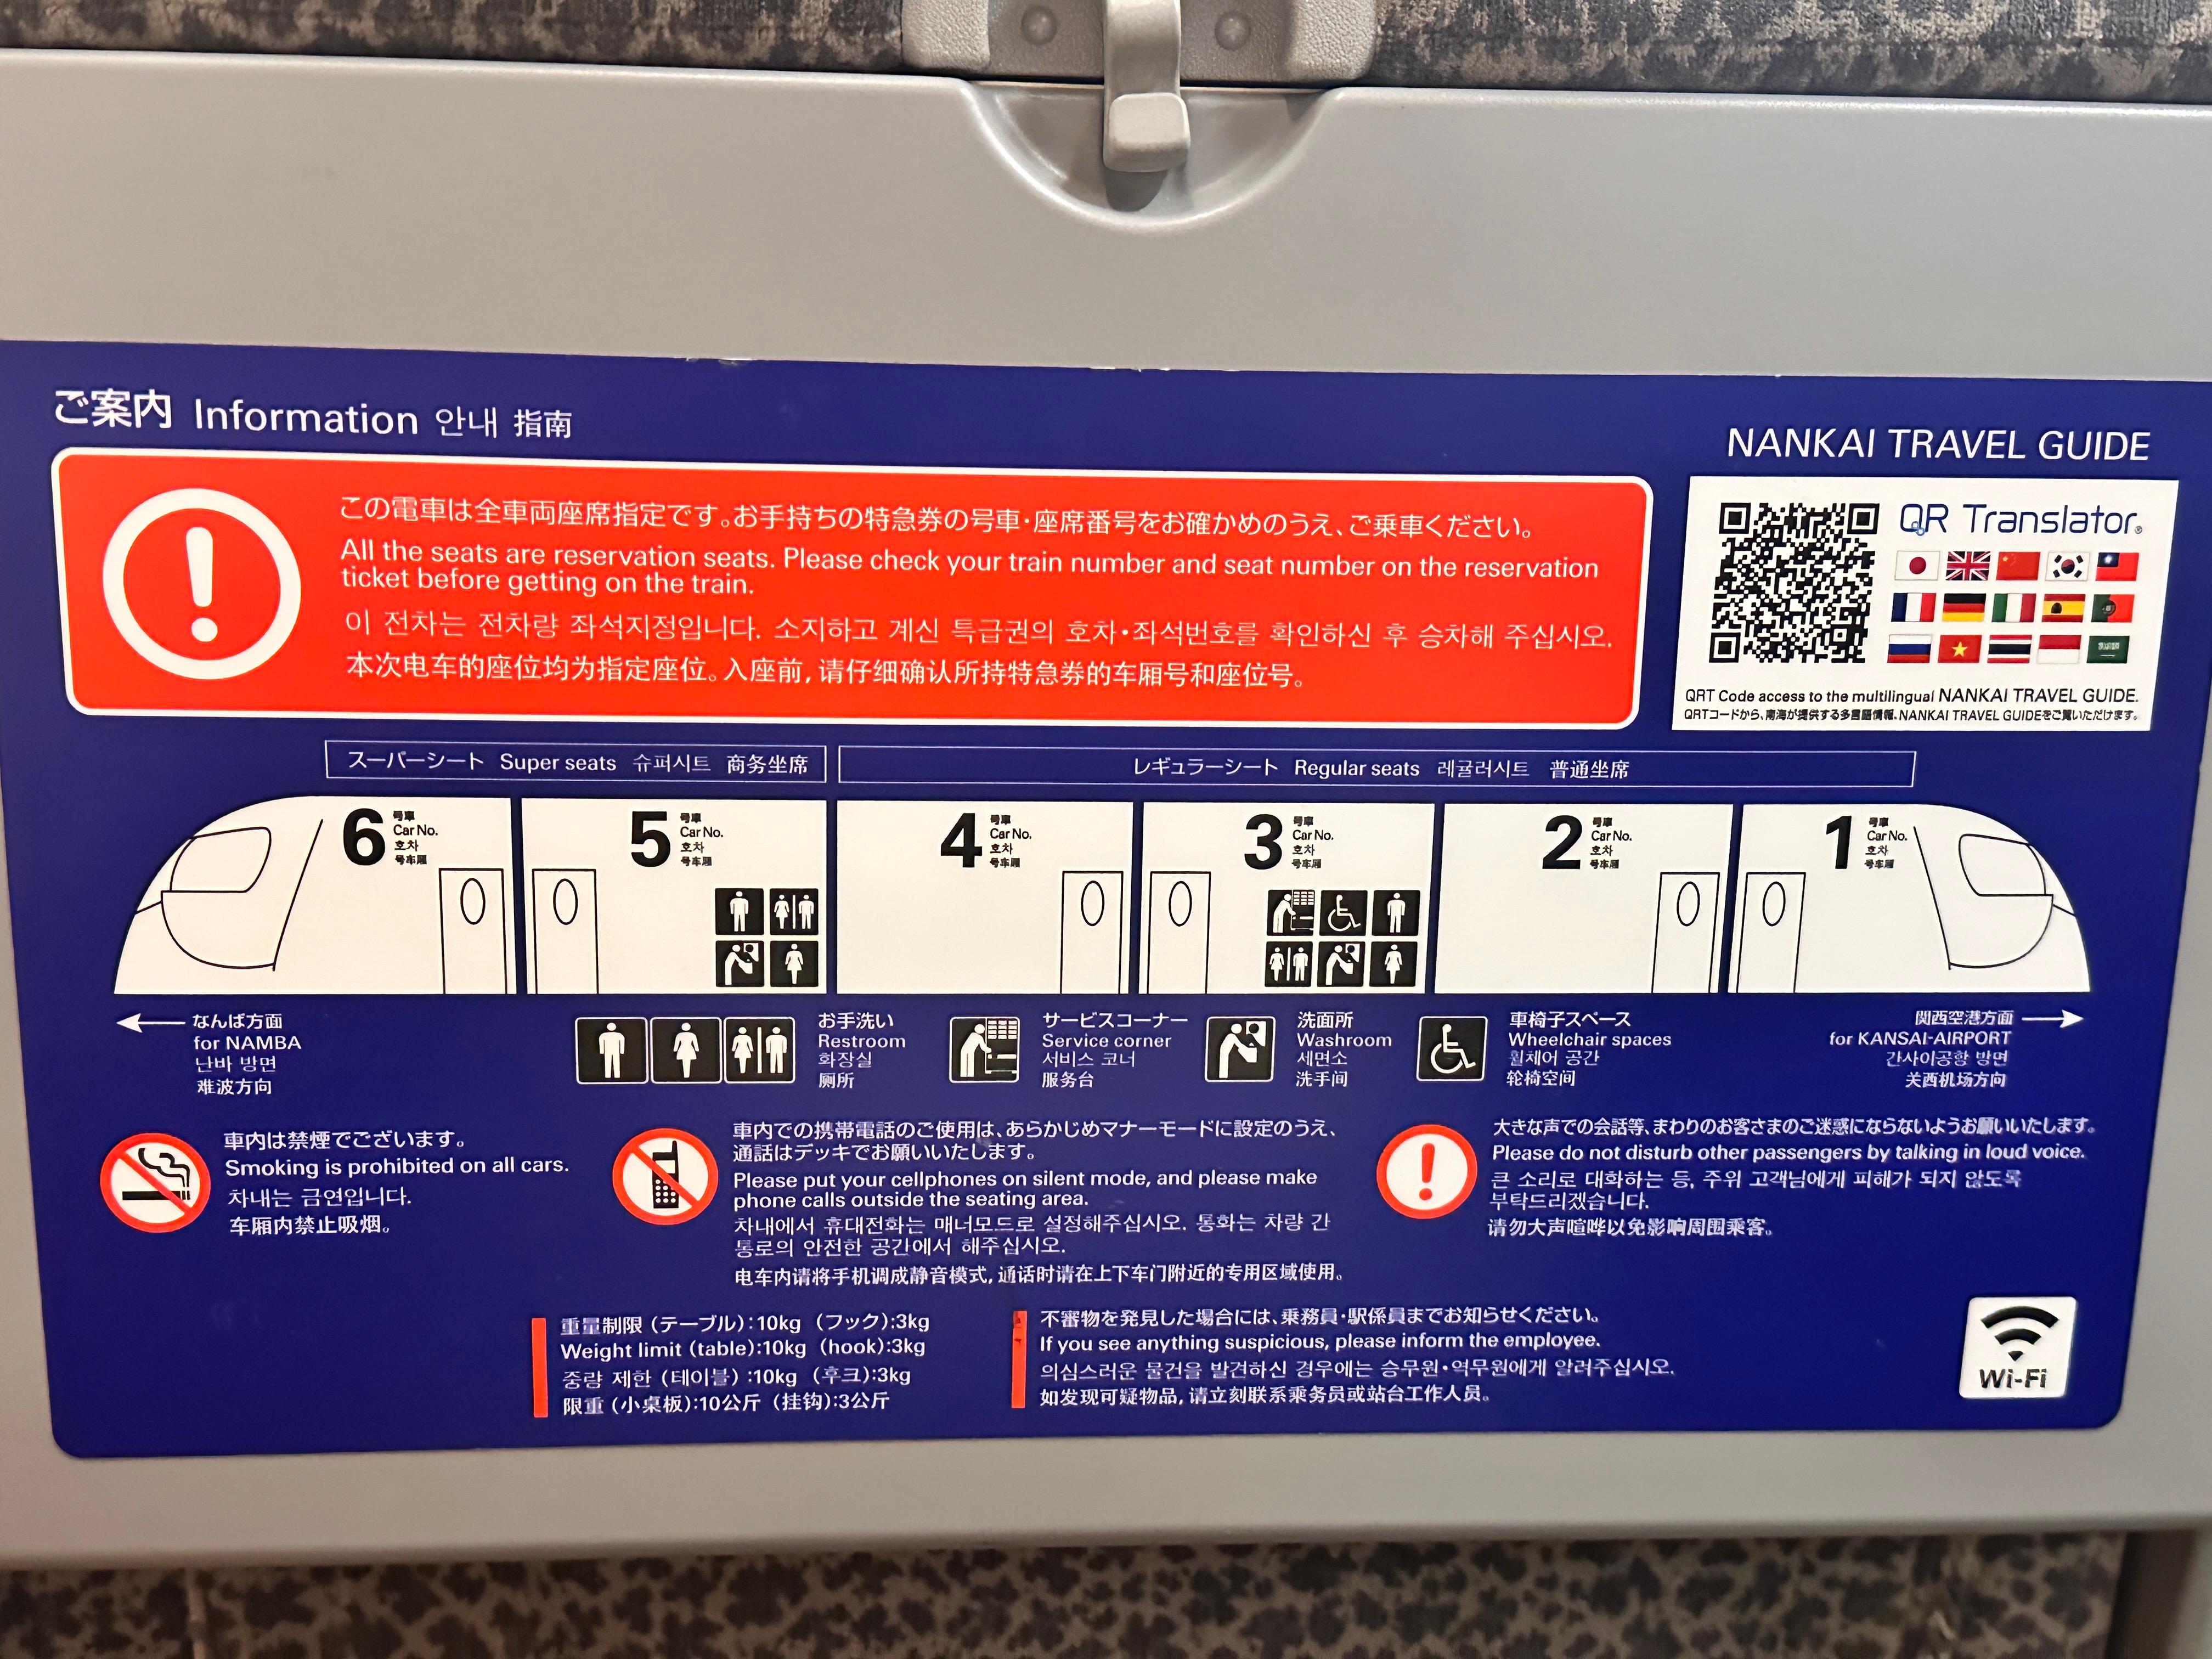 ご案内 Information 안내 指南
この電車は全車両座席指定です。お手持ちの特急券の号車・座席番号をお確かめのうえ、ご乗車ください。
All the seats are reservation seats. Please check your train number and seat number on the reservation
ticket before getting on the train.
이 전차는 전차량 좌석지정입니다. 소지하고 계신 특급권의 호차·좌석번호를 확인하신 후 승차해 주십시오.
本次电车的座位均为指定座位。入座前，请仔细确认所持特急券的车厢号和座位号。
NANKAI TRAVEL GUIDE
QR Translator®
QRT Code access to the multilingual NANKAI TRAVEL GUIDE.
QRTコードから、南海が提供する多言語情報、NANKAI TRAVEL GUIDEをご覧いただけます。
スーパーシート Super seats 슈퍼시트 商务坐席
レギュラーシート Regular seats 레귤러시트 普通坐席
6 号車
Car No.
호차
号车厢
5 号車
Car No.
호차
号车厢
4 号車
Car No.
호차
号车厢
3 号車
Car No.
호차
号车厢
2 号車
Car No.
호차
号车厢
1 号車
Car No.
호차
号车厢
なんば方面
for NAMBA
난바 방면
难波方向
お手洗い
Restroom
화장실
厕所
サービスコーナー
Service corner
서비스 코너
服务台
洗面所
Washroom
세면소
洗手间
車椅子スペース
Wheelchair spaces
휠체어 공간
轮椅空间
関西空港方面
for KANSAI-AIRPORT
간사이공항 방면
关西机场方向
車内は禁煙でございます。
Smoking is prohibited on all cars.
차내는 금연입니다.
车厢内禁止吸烟。
車内での携帯電話のご使用は、あらかじめマナーモードに設定のうえ、
通話はデッキでお願いいたします。
Please put your cellphones on silent mode, and please make
phone calls outside the seating area.
차내에서 휴대전화는 매너모드로 설정해주십시오. 통화는 차량 간
통로의 안전한 공간에서 해주십시오.
电车内请将手机调成静音模式，通话时请在上下车门附近的专用区域使用。
大きな声での会話等、まわりのお客さまのご迷惑にならないようお願いいたします。
Please do not disturb other passengers by talking in loud voice.
큰 소리로 대화하는 등, 주위 고객님에게 피해가 되지 않도록
부탁드리겠습니다.
请勿大声喧哗以免影响周围乘客。
重量制限（テーブル）：10kg （フック）：3kg
Weight limit (table):10kg (hook):3kg
중량 제한 (테이블) :10kg (후크):3kg
限重（小桌板）：10公斤（挂钩）：3公斤
不審物を発見した場合には、乗務員・駅係員までお知らせください。
If you see anything suspicious, please inform the employee.
의심스러운 물건을 발견하신 경우에는 승무원·역무원에게 알려주십시오.
如发现可疑物品，请立刻联系乘务员或站台工作人员。
Wi-Fi